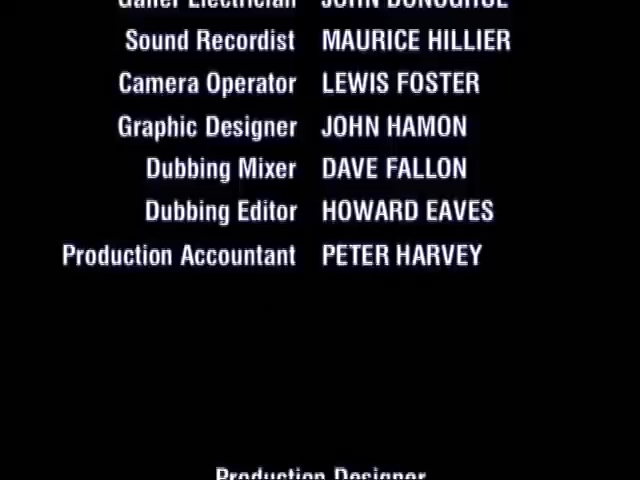 Gaffer Electrician JOHN DONOGHUE
Sound Recordist MAURICE HILLIER
Camera Operator LEWIS FOSTER
Graphic Designer JOHN HAMON
Dubbing Mixer DAVE FALLON
Dubbing Editor HOWARD EAVES
Production Accountant PETER HARVEY
Production Designer